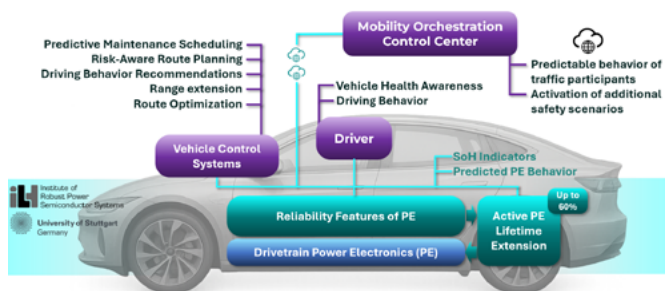 Mobility Orchestration
Control Center
Predictive Maintenance Scheduling
Risk-Aware Route Planning
Driving Behavior Recommendations
Range extension
Route Optimization
Predictable behavior of
traffic participants
Activation of additional
safety scenarios
Vehicle Health Awareness
Driving Behavior
Vehicle Control
Systems
Driver
SoH Indicators
Predicted PE Behavior
iLH
Institute of
Robust Power
Semiconductor Systems
University of Stuttgart
Germany
Reliability Features of PE
Drivetrain Power Electronics (PE)
Up to
60%
Active PE
Lifetime
Extension